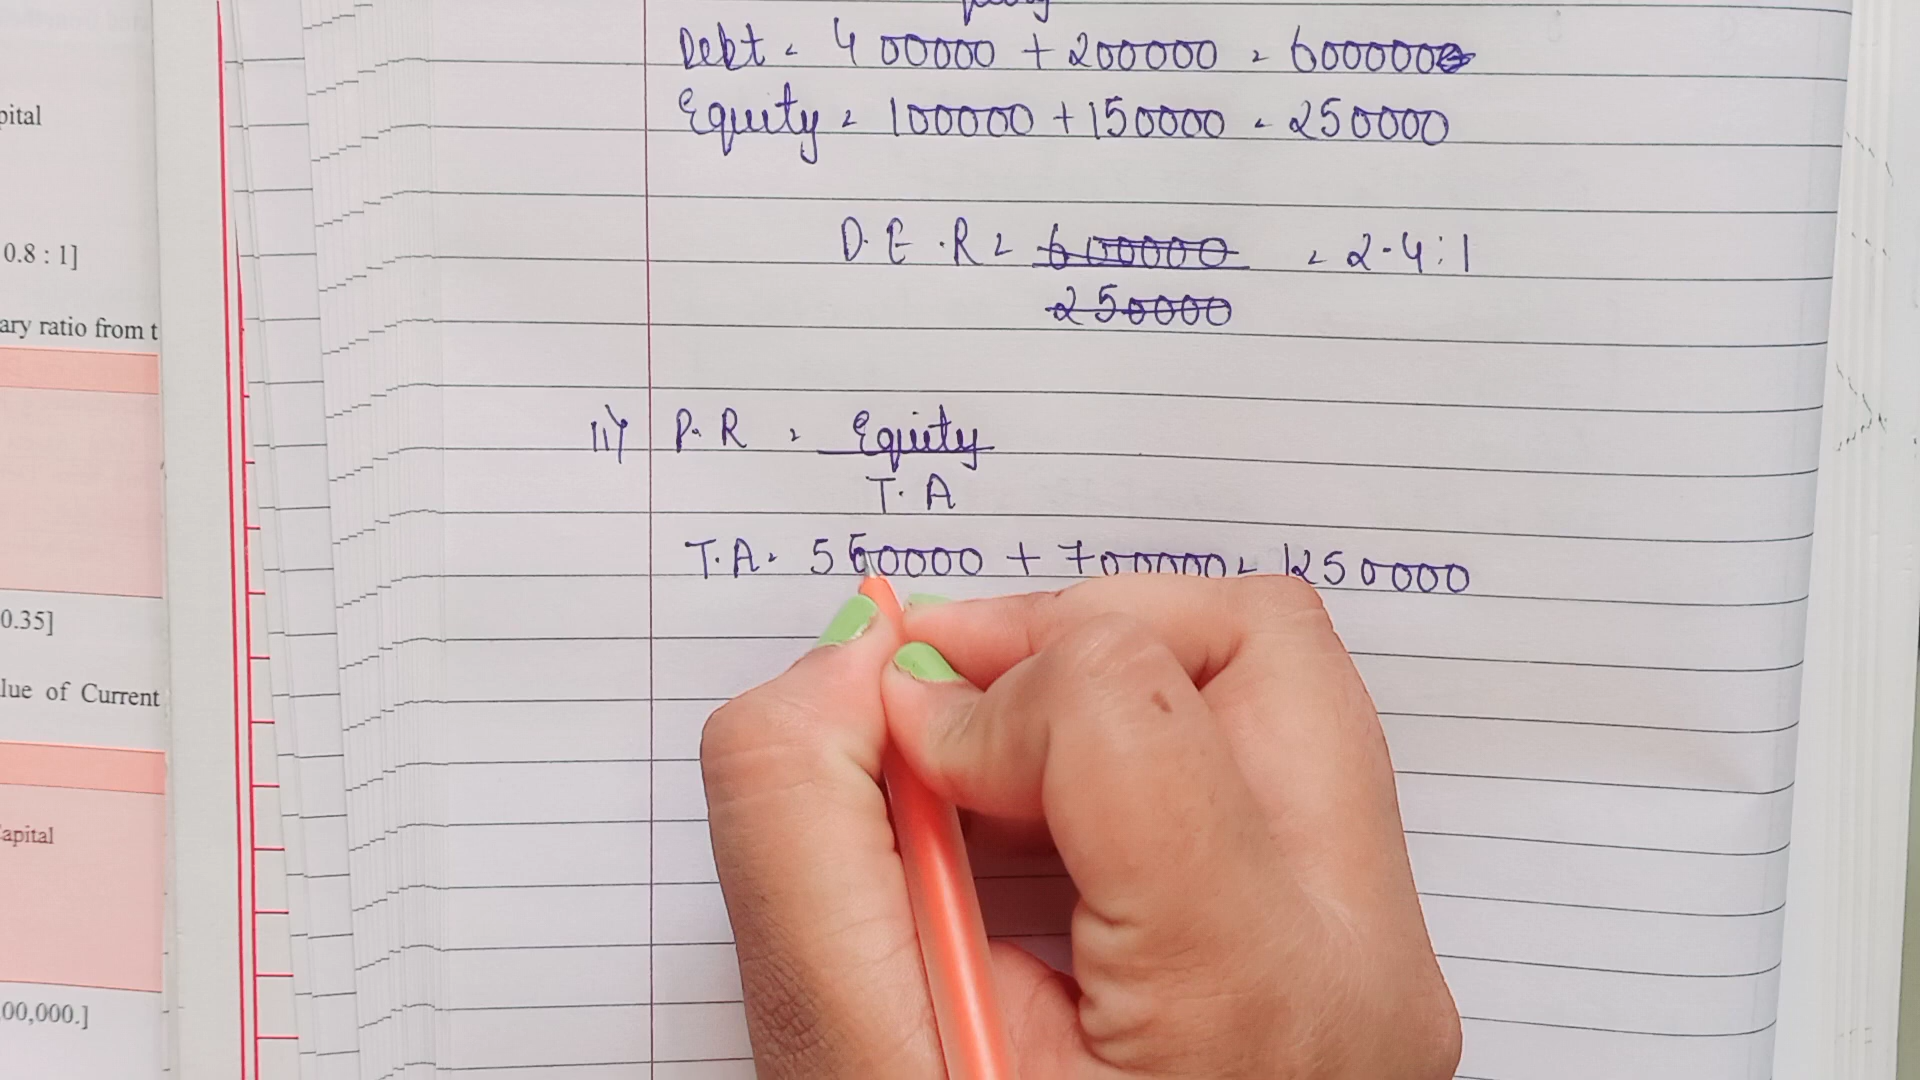 pital
0.8 : 1]
ary ratio from t
0.35]
lue of Current
apital
00,000.]
Debt = 400000 + 200000 = 600000
Equity = 100000 + 150000 = 250000
D.E.R = 600000 = 2.4:1
250000
ii) P.R = Equity
T.A
T.A = 550000 + 700000 = 1250000